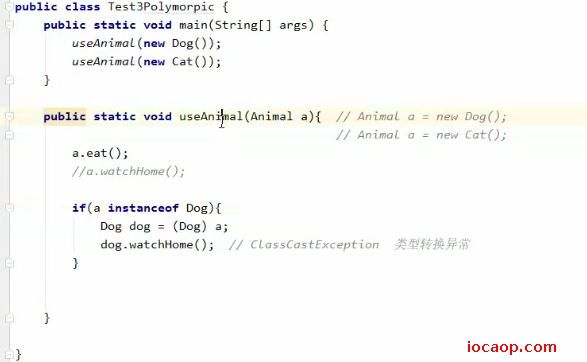 public class Test3Polymorpic {
public static void main(String[] args) {
useAnimal(new Dog());
useAnimal(new Cat());
}
public static void useAnimal(Animal a){ // Animal a = new Dog();
// Animal a = new Cat();
a.eat();
//a.watchHome();
if(a instanceof Dog){
Dog dog = (Dog) a;
dog.watchHome(); // ClassCastException 类型转换异常
}
}
}
iocaop.com